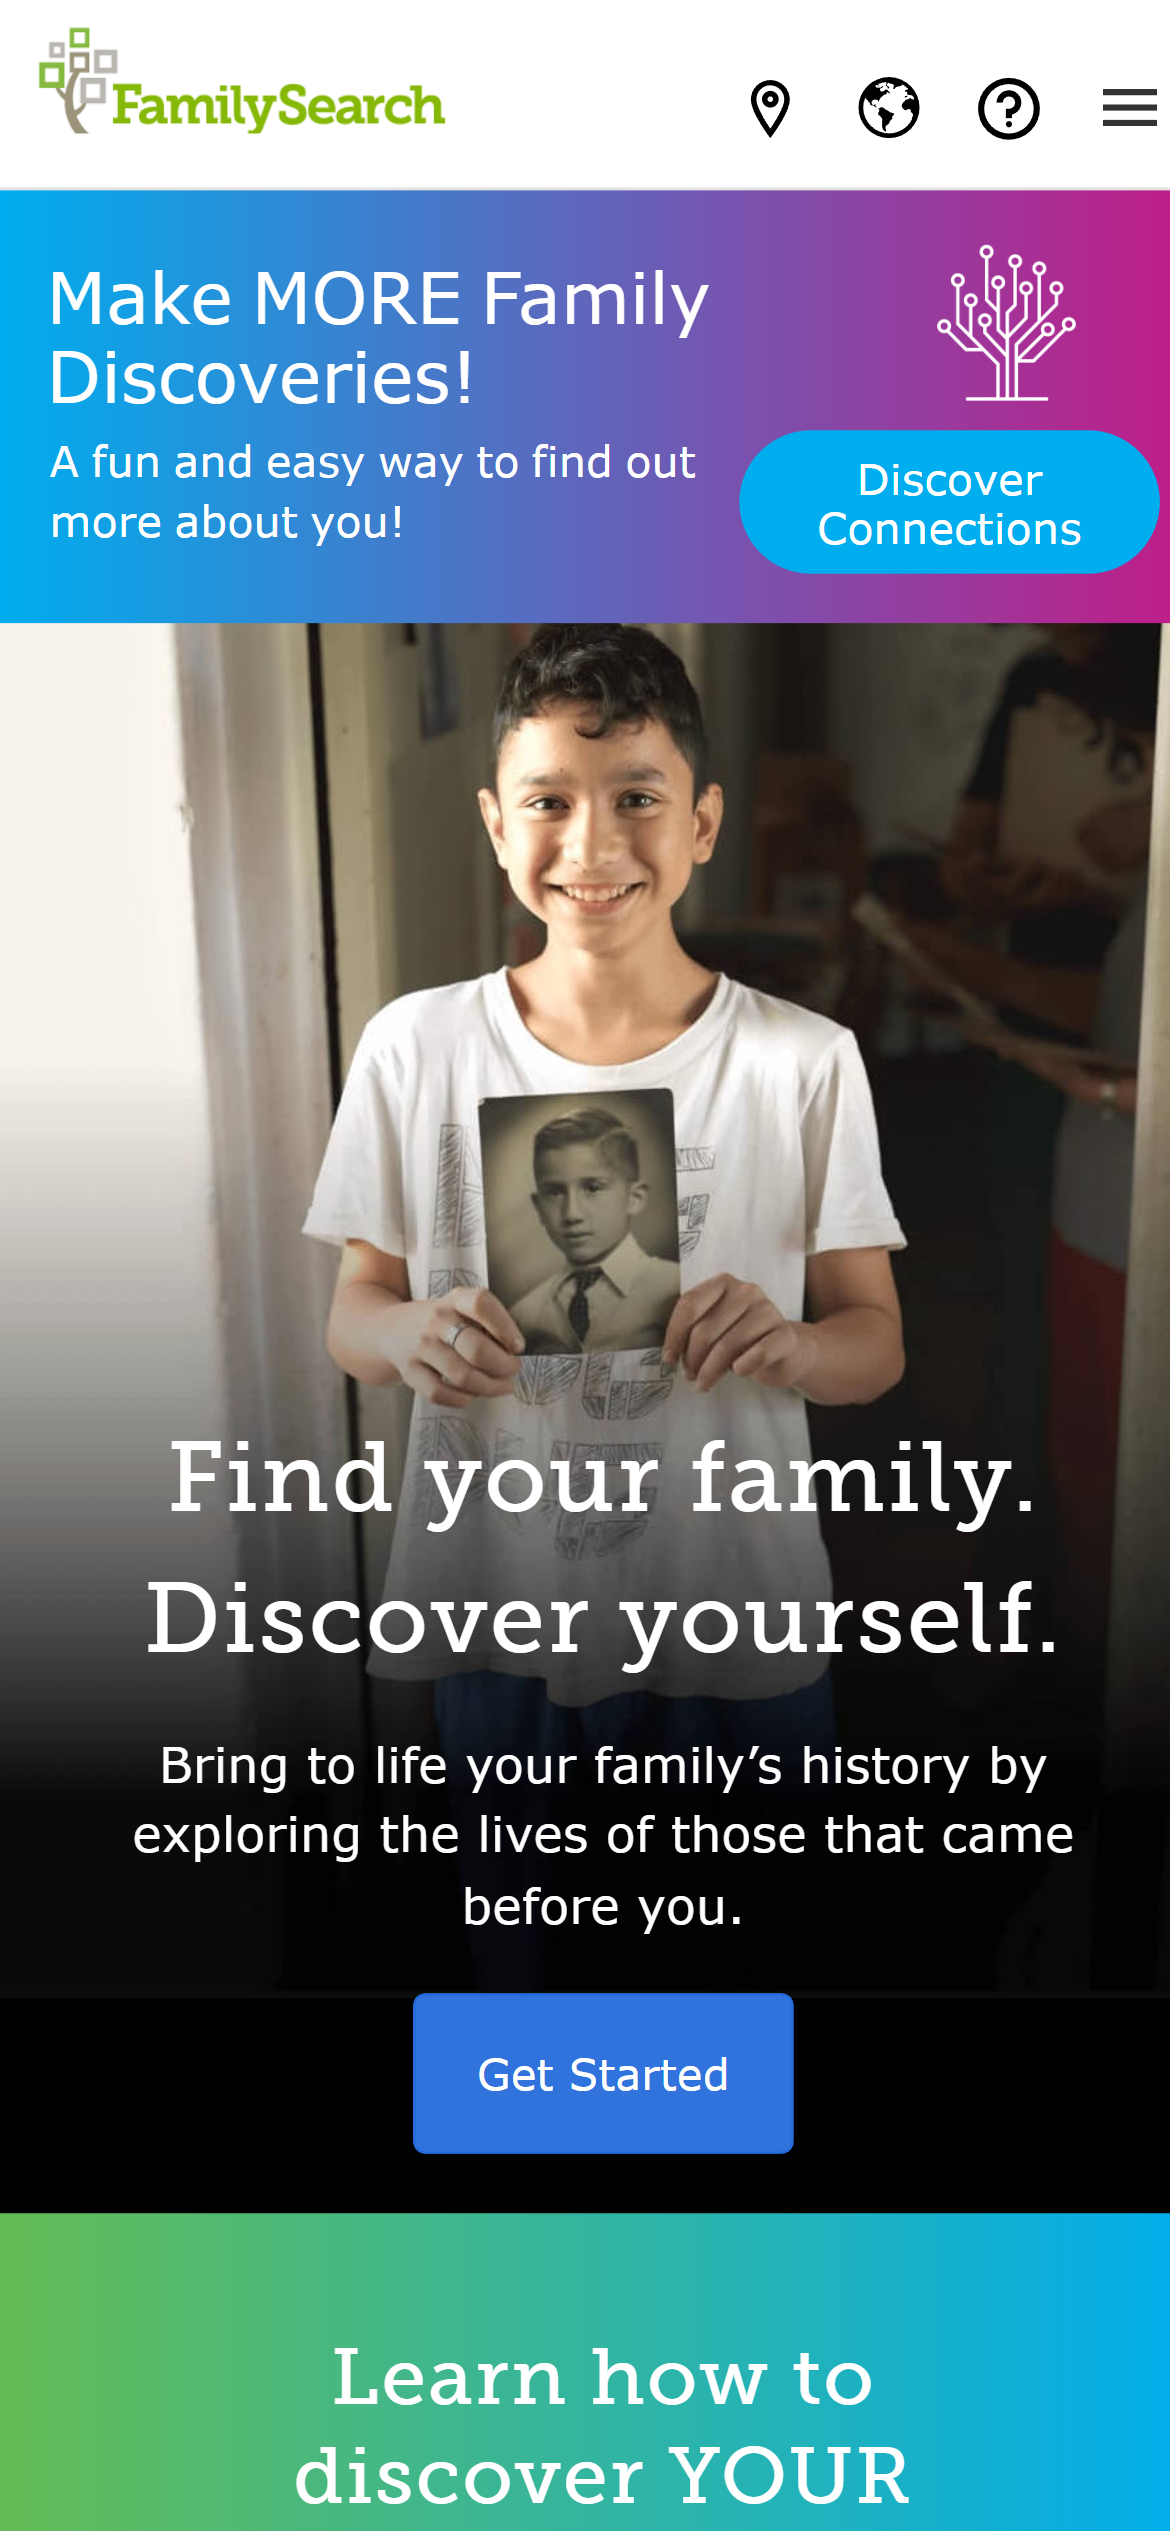 FamilySearch
Make MORE Family
Discoveries!
A fun and easy way to find out
more about you!
Discover
Connections
Find your family.
Discover yourself.
Bring to life your family’s history by
exploring the lives of those that came
before you.
Get Started
Learn how to
discover YOUR